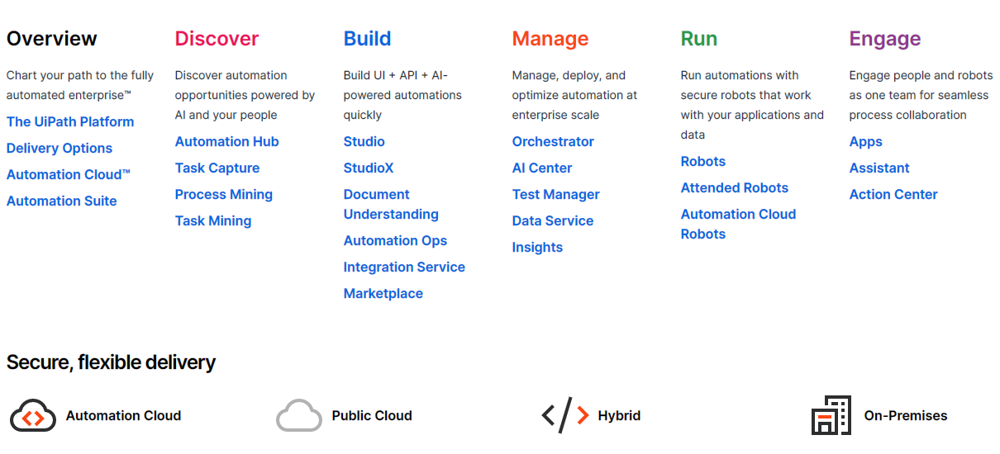 Overview
Chart your path to the fully
automated enterprise™
The UiPath Platform
Delivery Options
Automation Cloud™
Automation Suite
Discover
Discover automation
opportunities powered by
AI and your people
Automation Hub
Task Capture
Process Mining
Task Mining
Build
Build UI + API + AI-
powered automations
quickly
Studio
StudioX
Document
Understanding
Automation Ops
Integration Service
Marketplace
Manage
Manage, deploy, and
optimize automation at
enterprise scale
Orchestrator
AI Center
Test Manager
Data Service
Insights
Run
Run automations with
secure robots that work
with your applications and
data
Robots
Attended Robots
Automation Cloud
Robots
Engage
Engage people and robots
as one team for seamless
process collaboration
Apps
Assistant
Action Center
Secure, flexible delivery
Automation Cloud
Public Cloud
Hybrid
On-Premises